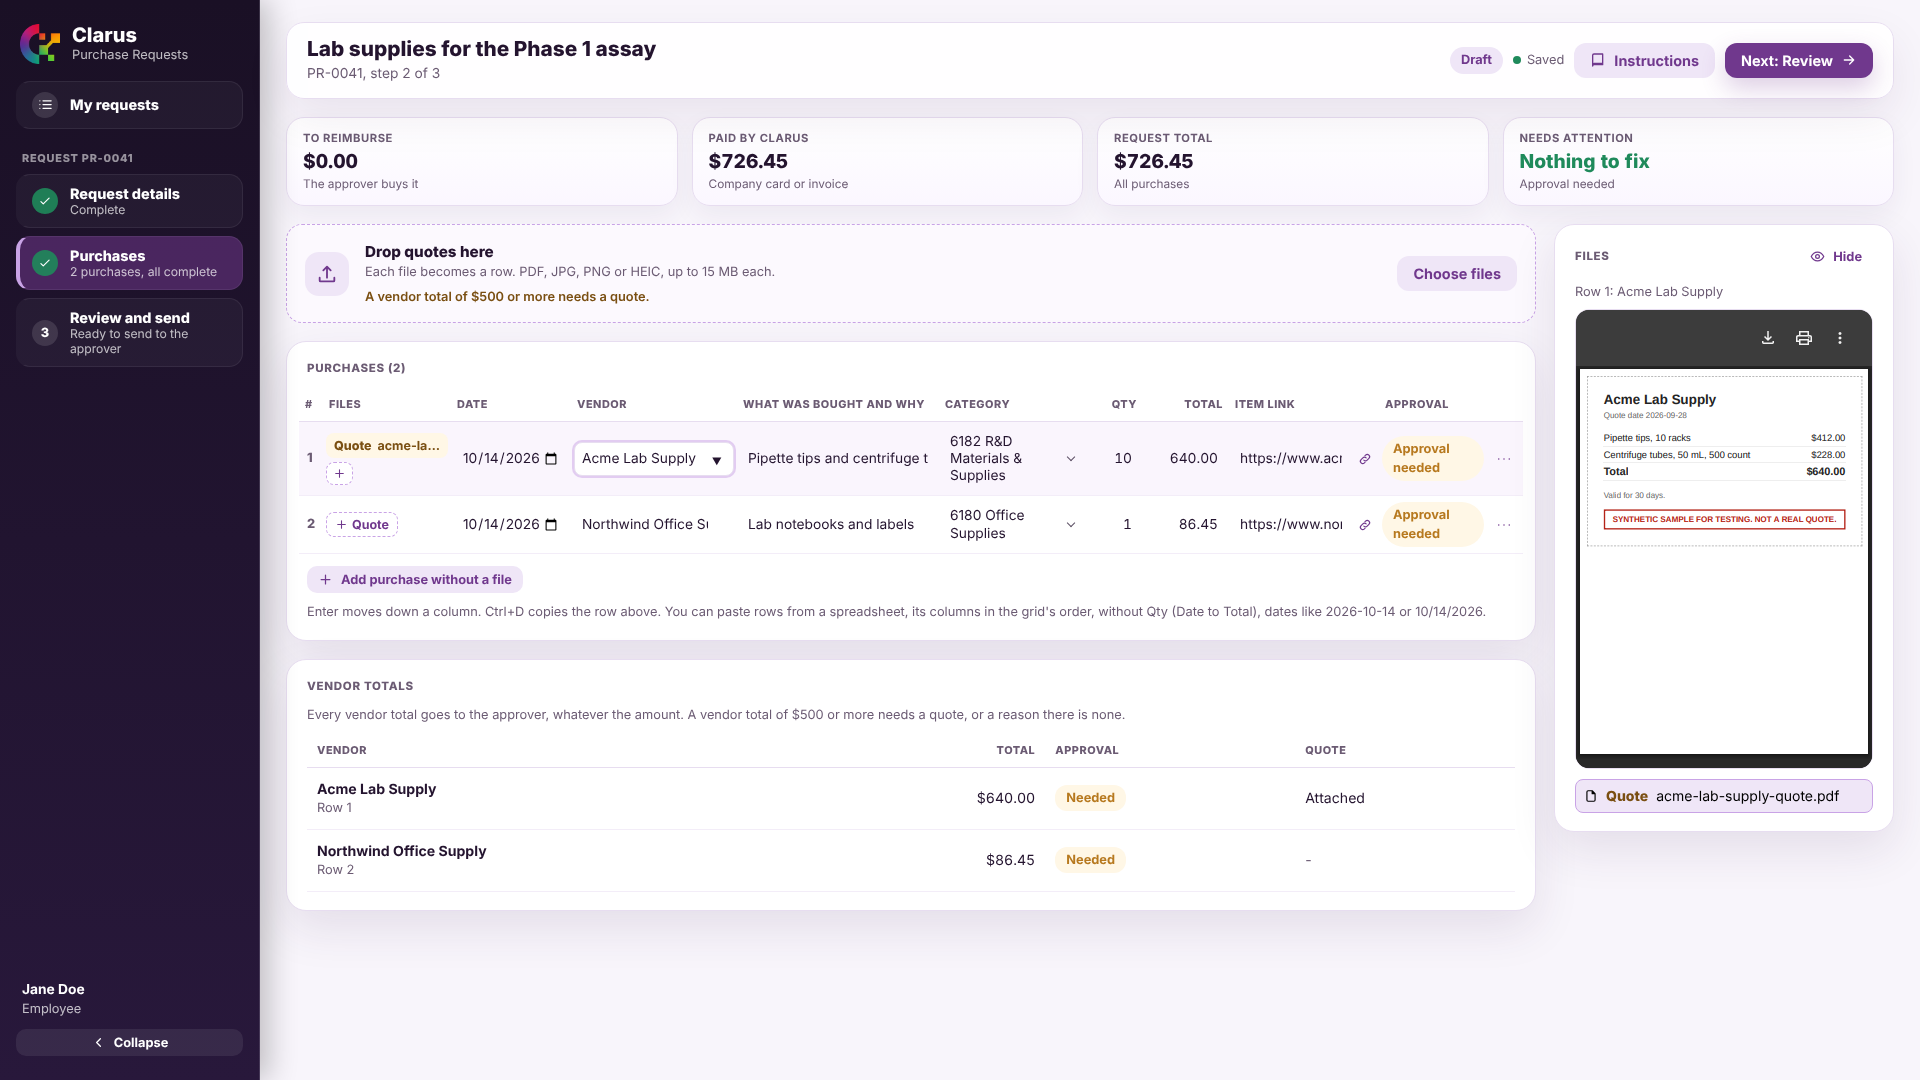 Clarus
Purchase Requests
My requests
REQUEST PR-0041
Request details
Complete
Purchases
2 purchases, all complete
3
Review and send
Ready to send to the
approver
Jane Doe
Employee
Collapse
Lab supplies for the Phase 1 assay
PR-0041, step 2 of 3
Draft
Saved
Instructions
Next: Review
TO REIMBURSE
$0.00
The approver buys it
PAID BY CLARUS
$726.45
Company card or invoice
REQUEST TOTAL
$726.45
All purchases
NEEDS ATTENTION
Nothing to fix
Approval needed
Drop quotes here
Each file becomes a row. PDF, JPG, PNG or HEIC, up to 15 MB each.
A vendor total of $500 or more needs a quote.
Choose files
PURCHASES (2)
# FILES DATE VENDOR WHAT WAS BOUGHT AND WHY CATEGORY QTY TOTAL ITEM LINK APPROVAL
1 Quote acme-la... + 10/14/2026 Acme Lab Supply Pipette tips and centrifuge t 6182 R&D Materials & Supplies 10 640.00 https://www.acr Approval needed ...
2 + Quote 10/14/2026 Northwind Office Su Lab notebooks and labels 6180 Office Supplies 1 86.45 https://www.nor Approval needed ...
+ Add purchase without a file
Enter moves down a column. Ctrl+D copies the row above. You can paste rows from a spreadsheet, its columns in the grid's order, without Qty (Date to Total), dates like 2026-10-14 or 10/14/2026.
VENDOR TOTALS
Every vendor total goes to the approver, whatever the amount. A vendor total of $500 or more needs a quote, or a reason there is none.
VENDOR TOTAL APPROVAL QUOTE
Acme Lab Supply $640.00 Needed Attached
Row 1
Northwind Office Supply $86.45 Needed -
Row 2
FILES
Hide
Row 1: Acme Lab Supply
Acme Lab Supply
Quote date 2026-09-28
Pipette tips, 10 racks $412.00
Centrifuge tubes, 50 mL, 500 count $228.00
Total $640.00
Valid for 30 days.
SYNTHETIC SAMPLE FOR TESTING. NOT A REAL QUOTE.
Quote acme-lab-supply-quote.pdf